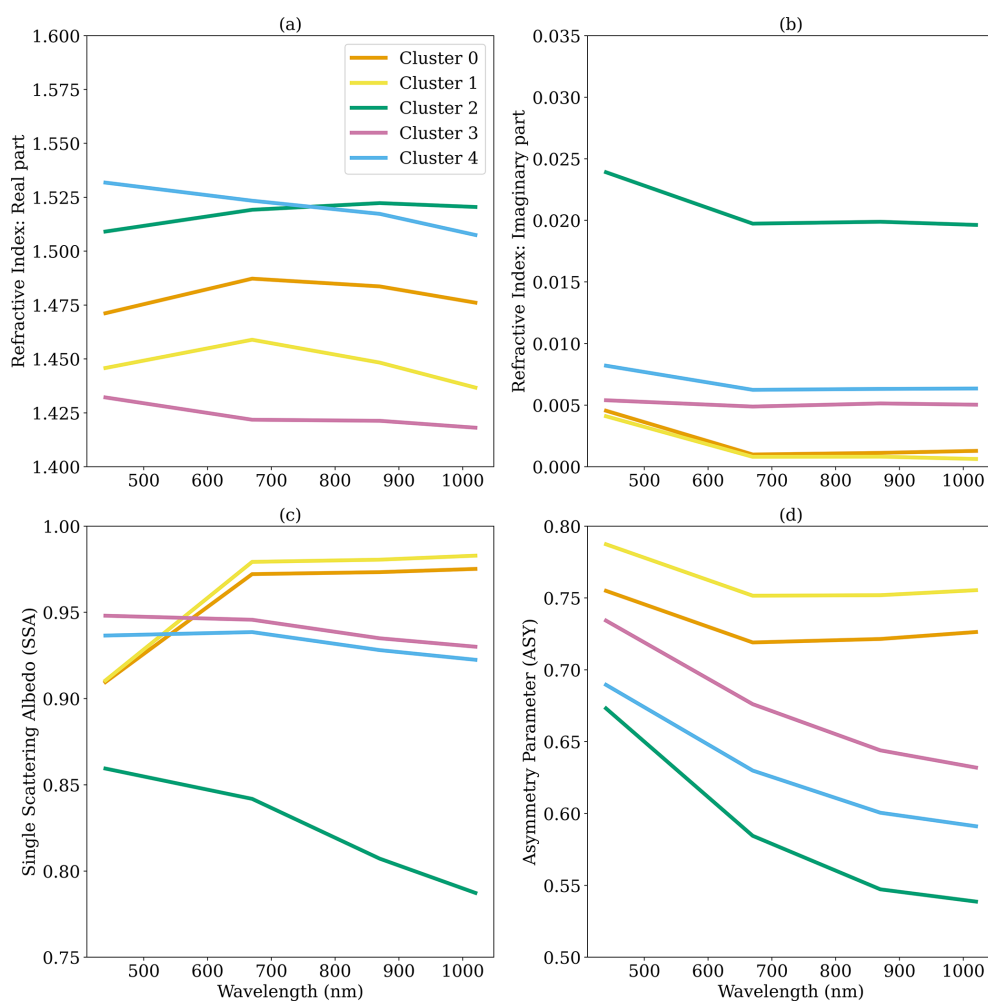 (a)
1.600
1.575
1.550
1.525
1.500
1.475
1.450
1.425
1.400
Refractive Index: Real part
Cluster 0
Cluster 1
Cluster 2
Cluster 3
Cluster 4
500 600 700 800 900 1000
(b)
0.035
0.030
0.025
0.020
0.015
0.010
0.005
0.000
Refractive Index: Imaginary part
500 600 700 800 900 1000
(c)
1.00
0.95
0.90
0.85
0.80
0.75
Single Scattering Albedo (SSA)
500 600 700 800 900 1000
Wavelength (nm)
(d)
0.80
0.75
0.70
0.65
0.60
0.55
0.50
Asymmetry Parameter (ASY)
500 600 700 800 900 1000
Wavelength (nm)